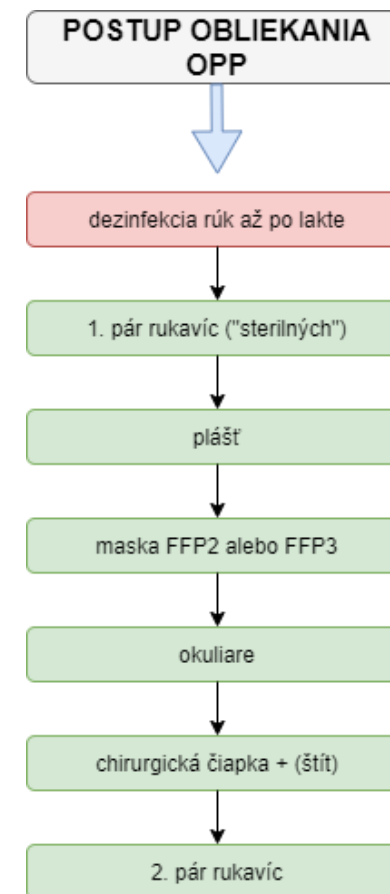 POSTUP OBLIEKANIA
OPP
dezinfekcia rúk až po lakte
1. pár rukavíc ("sterilných")
plášť
maska FFP2 alebo FFP3
okuliare
chirurgická čiapka + (štít)
2. pár rukavíc